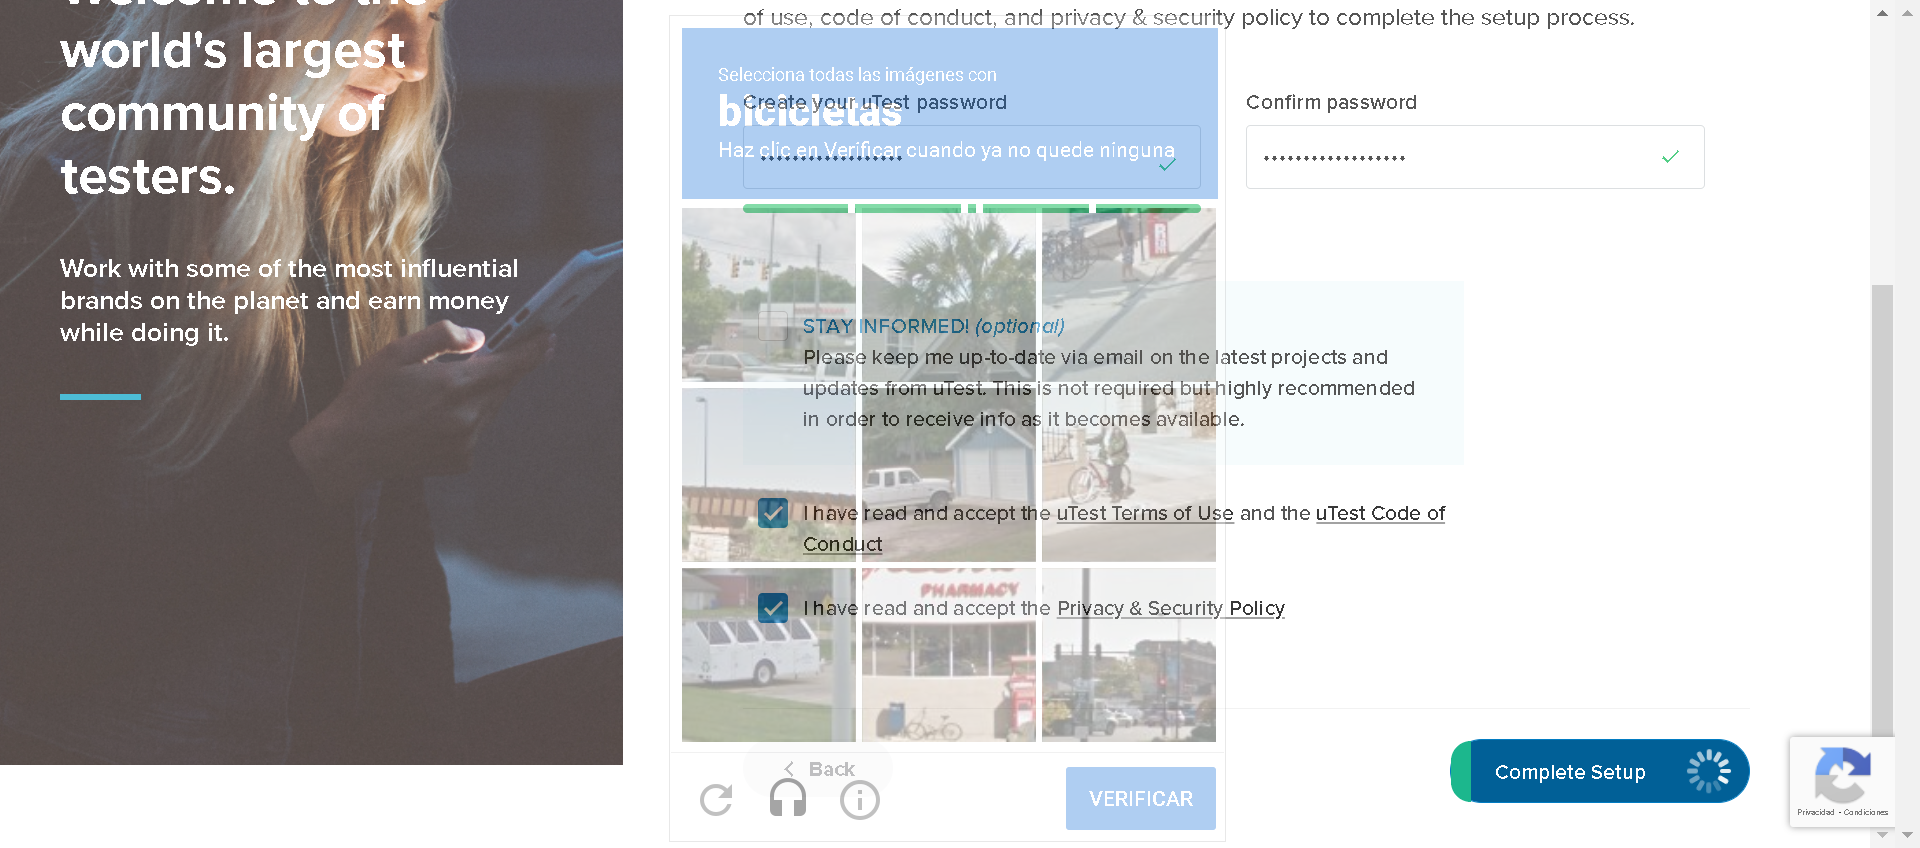 Welcome to the
world's largest
community of
testers.
Work with some of the most influential
brands on the planet and earn money
while doing it.
of use, code of conduct, and privacy & security policy to complete the setup process.
Selecciona todas las imágenes con
bicicletas
Haz clic en Verificar cuando ya no quede ninguna
Create your uTest password
Confirm password
STAY INFORMED! (optional)
Please keep me up-to-date via email on the latest projects and
updates from uTest. This is not required but highly recommended
in order to receive info as it becomes available.
I have read and accept the uTest Terms of Use and the uTest Code of
Conduct
PHARMACY
I have read and accept the Privacy & Security Policy
Back
VERIFICAR
Complete Setup
Privacidad - Condiciones